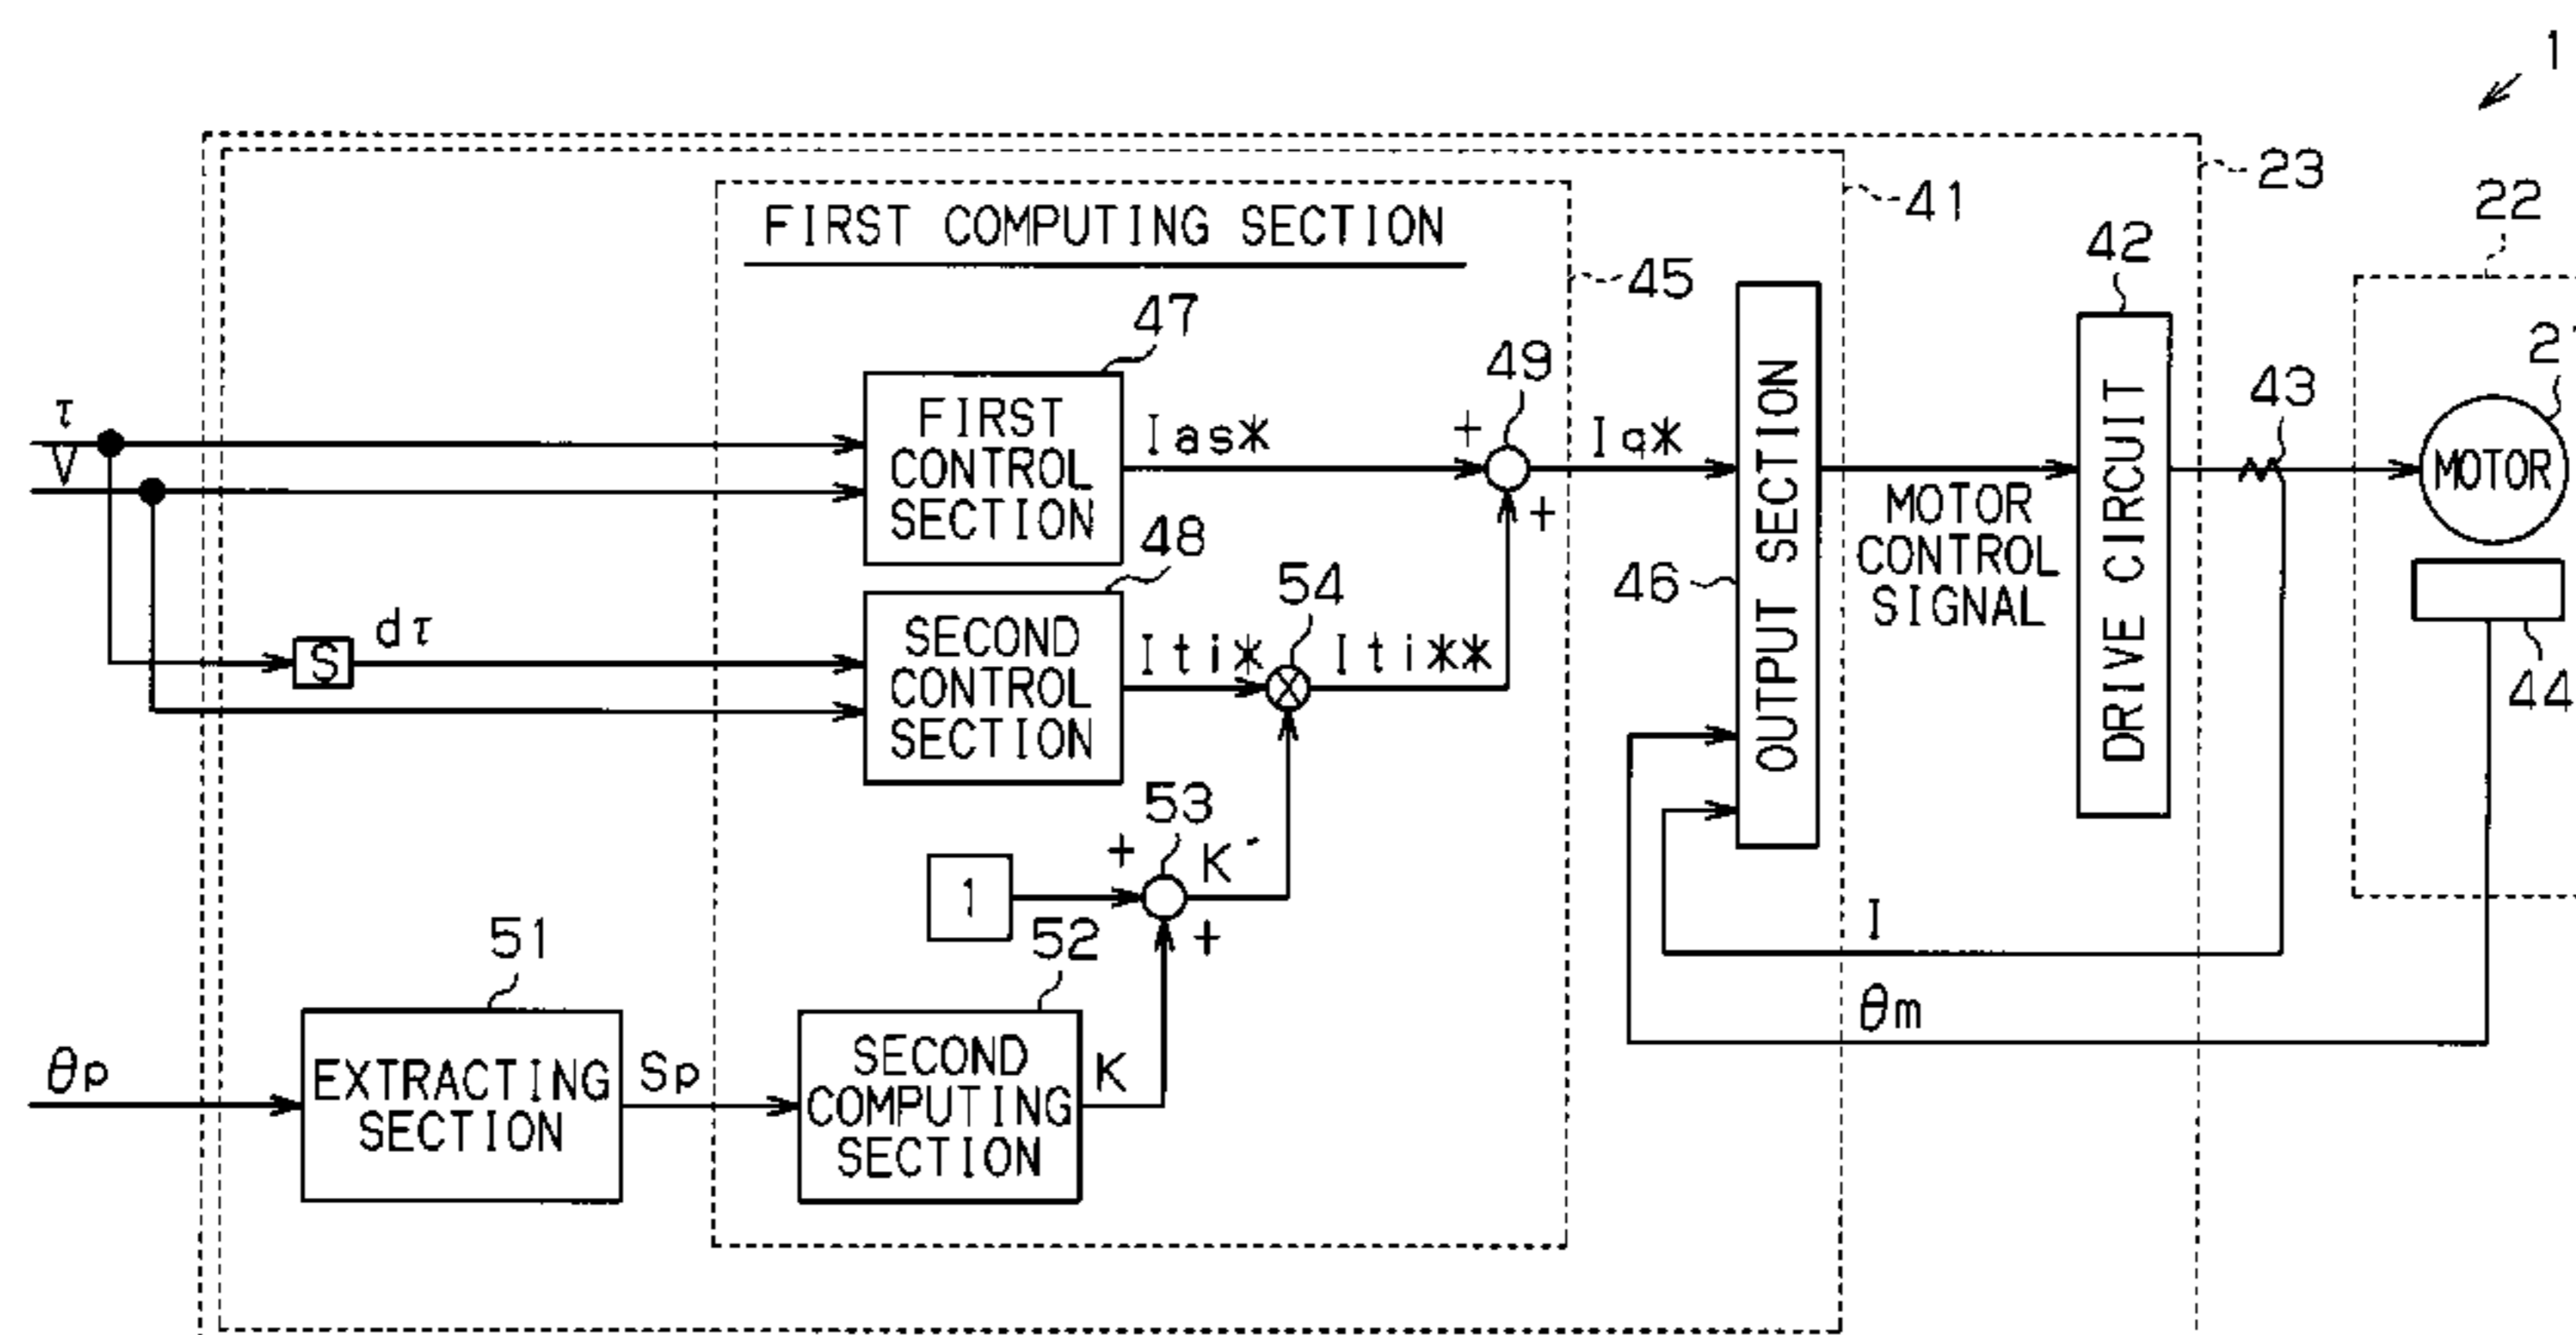 1
23
41
22
FIRST COMPUTING SECTION
45
42
47
49
2
43
τ
V
FIRST
CONTROL
SECTION
Ias*
+
+
Iq*
OUTPUT SECTION
MOTOR
CONTROL
SIGNAL
DRIVE CIRCUIT
MOTOR
48
46
54
44
S
dτ
SECOND
CONTROL
SECTION
Iti*
Iti**
53
1
+
+
K'
51
52
I
θm
θp
EXTRACTING
SECTION
Sp
SECOND
COMPUTING
SECTION
K